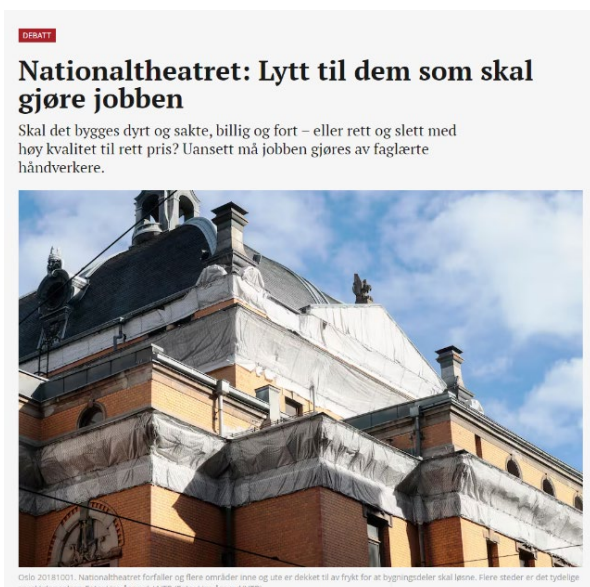 DEBATT
Nationaltheatret: Lytt til dem som skal
gjøre jobben
Skal det bygges dyrt og sakte, billig og fort – eller rett og slett med
høy kvalitet til rett pris? Uansett må jobben gjøres av faglærte
håndverkere.
Oslo 20181001. Nationaltheatret forfaller og flere områder inne og ute er dekket til av frykt for at bygningsdeler skal løsne. Flere steder er det tydelige